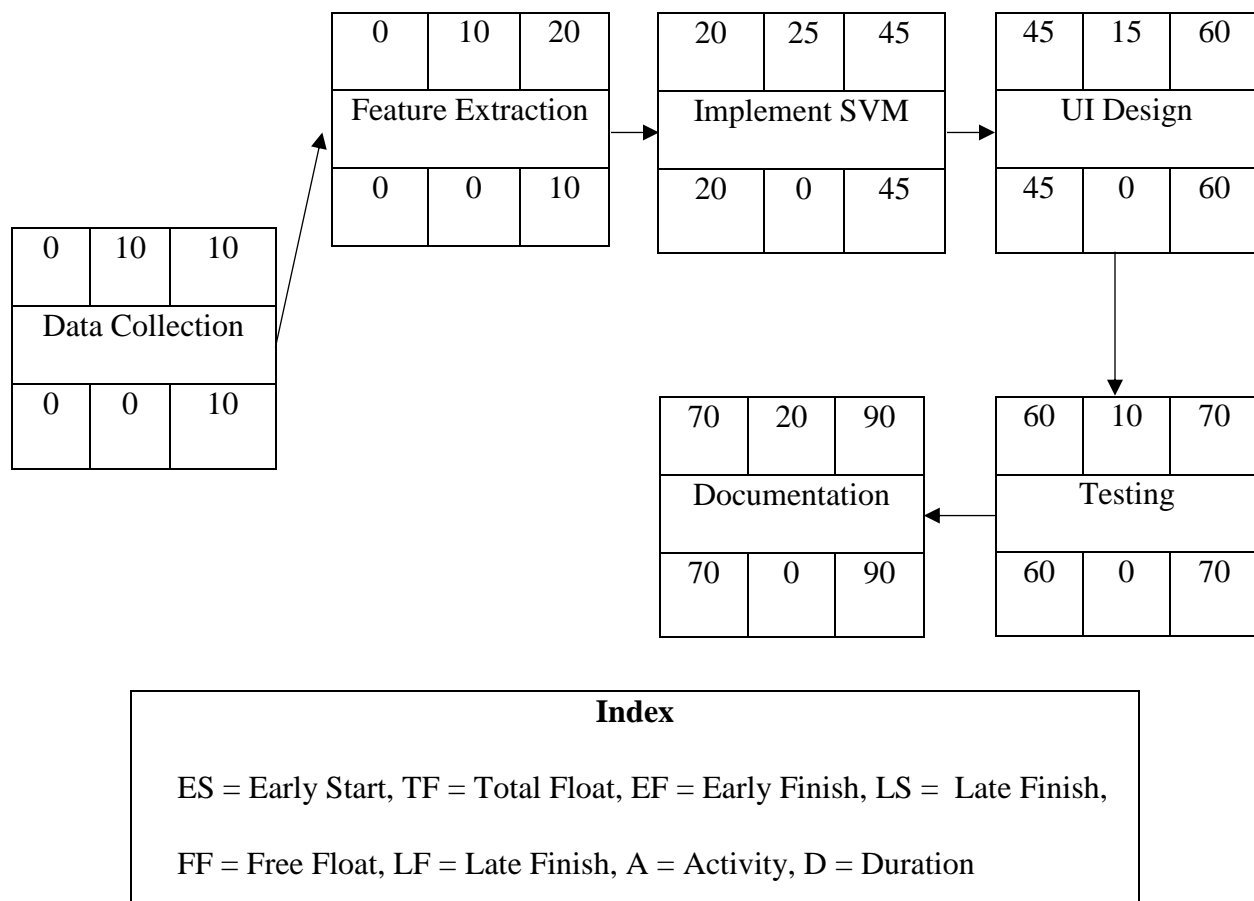 0 10 20
Feature Extraction
0 0 10
20 25 45
Implement SVM
20 0 45
45 15 60
UI Design
45 0 60
0 10 10
Data Collection
0 0 10
70 20 90
Documentation
70 0 90
60 10 70
Testing
60 0 70
Index
ES = Early Start, TF = Total Float, EF = Early Finish, LS = Late Finish,
FF = Free Float, LF = Late Finish, A = Activity, D = Duration